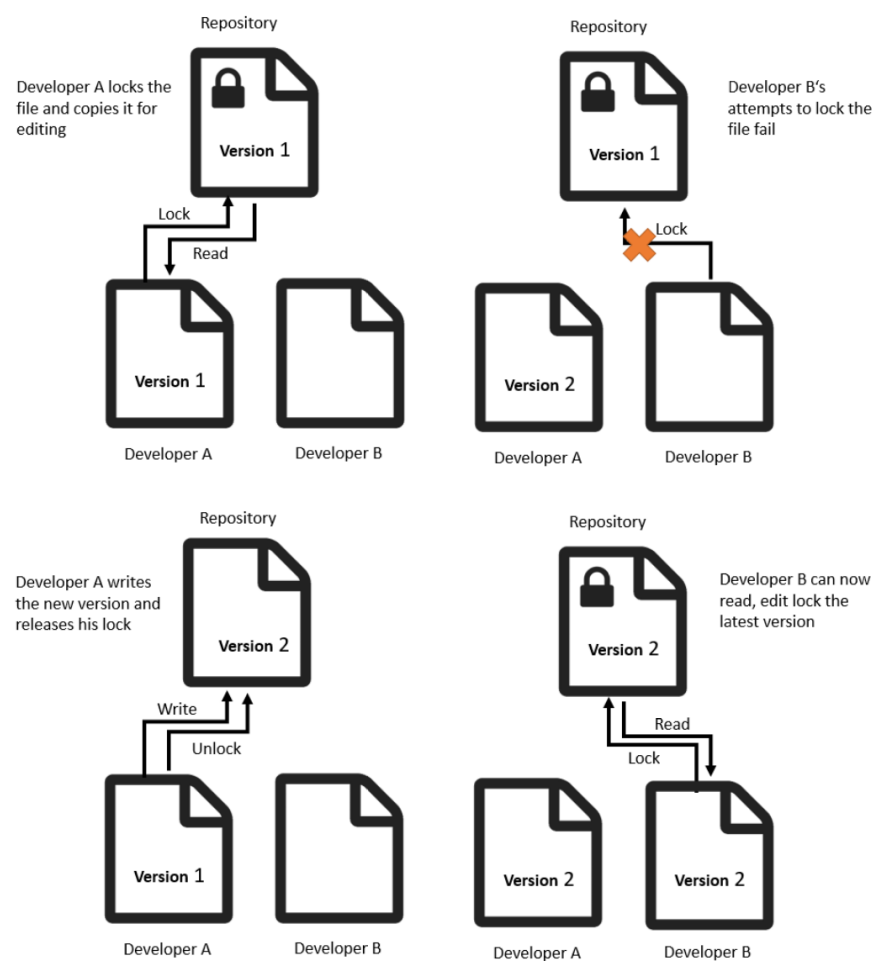 Repository
Developer A locks the
file and copies it for
editing
Version 1
Lock
Read
Version 1
Developer A
Developer B
Repository
Developer B‘s
attempts to lock the
file fail
Version 1
Lock
Version 2
Developer A
Developer B
Repository
Developer A writes
the new version and
releases his lock
Version 2
Write
Unlock
Version 1
Developer A
Developer B
Repository
Developer B can now
read, edit lock the
latest version
Version 2
Read
Lock
Version 2
Version 2
Developer A
Developer B